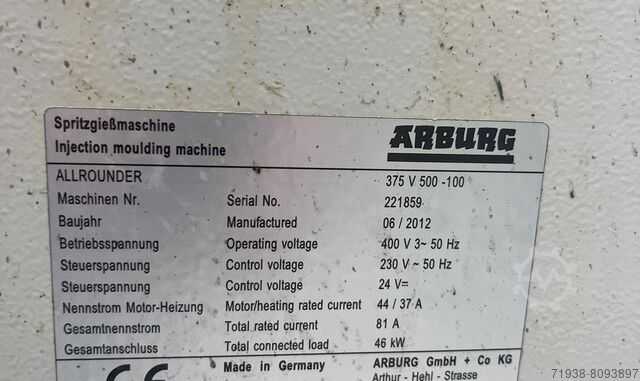 Spritzgießmaschine
Injection moulding machine
ARBURG
ALLROUNDER 375 V 500 -100
Maschinen Nr. Serial No. 221859
Baujahr Manufactured 06 / 2012
Betriebsspannung Operating voltage 400 V 3~ 50 Hz
Steuerspannung Control voltage 230 V ~ 50 Hz
Steuerspannung Control voltage 24 V⎓
Nennstrom Motor-Heizung Motor/heating rated current 44 / 37 A
Gesamtnennstrom Total rated current 81 A
Gesamtanschluss Total connected load 46 kW
CE Made in Germany ARBURG GmbH + Co KG
Arthur - Hehl - Strasse
71938-8093897